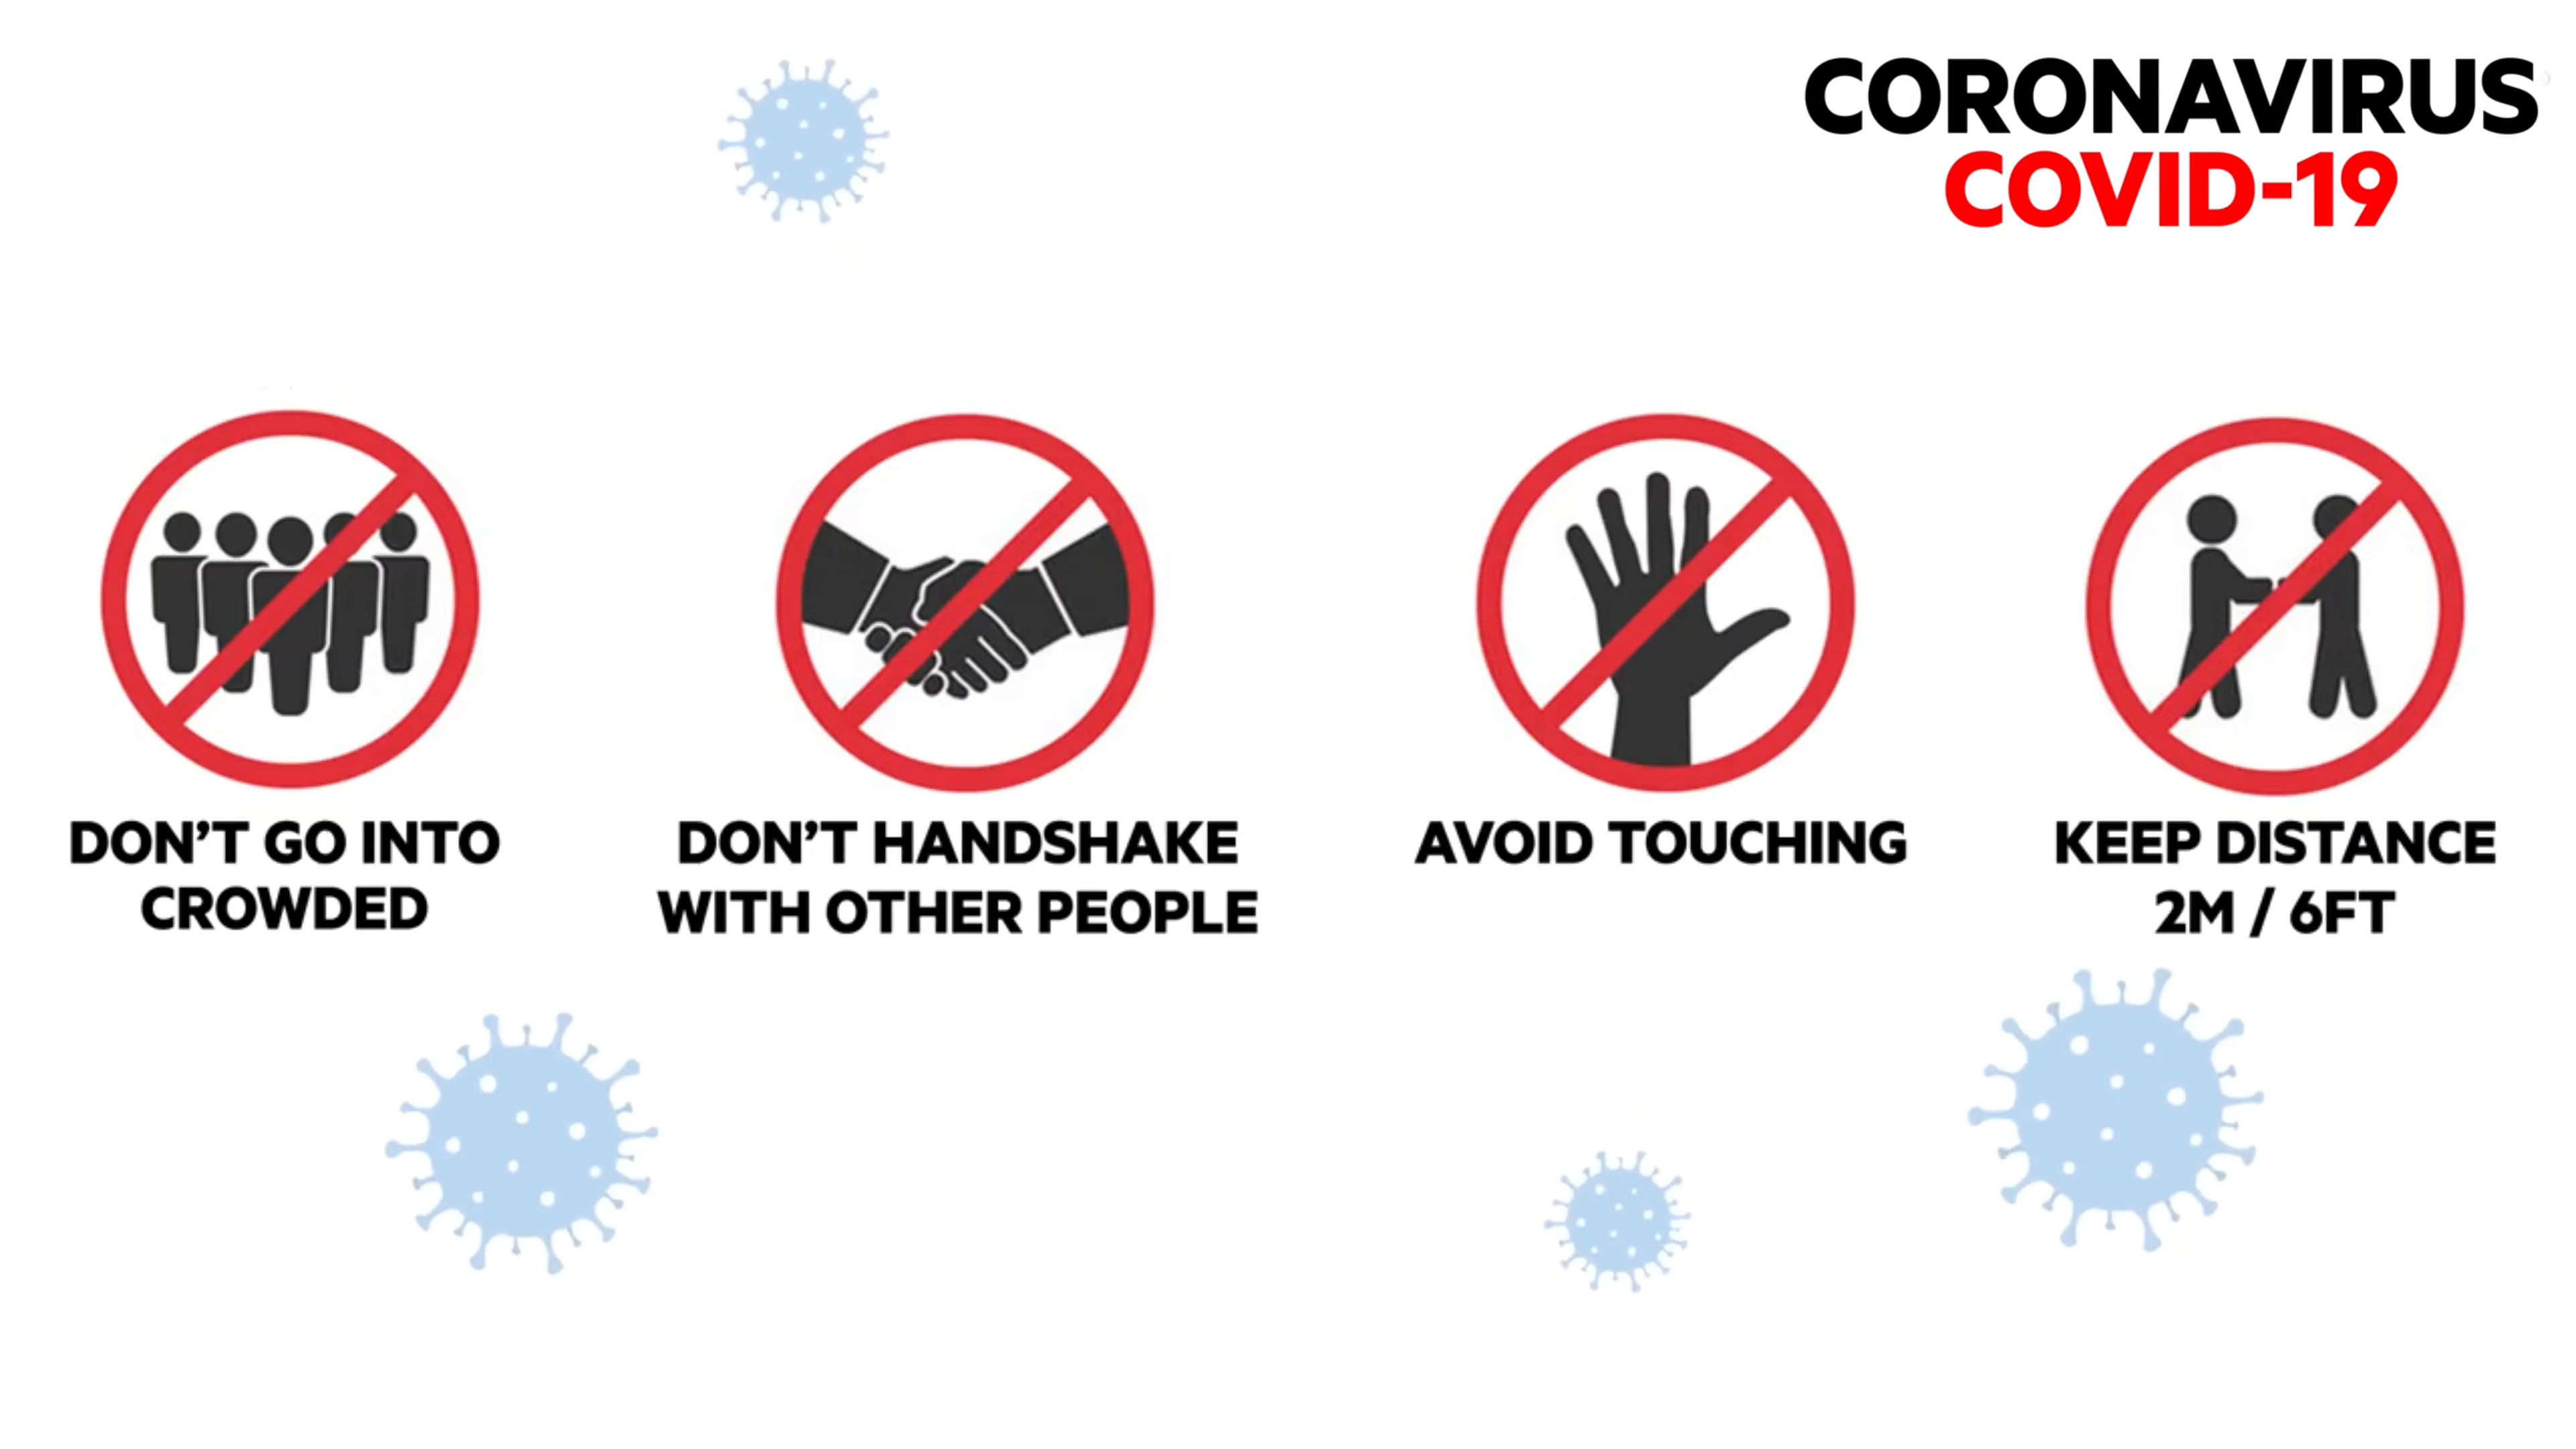 CORONAVIRUS
COVID-19
DON'T GO INTO
CROWDED
DON'T HANDSHAKE
WITH OTHER PEOPLE
AVOID TOUCHING
KEEP DISTANCE
2M / 6FT